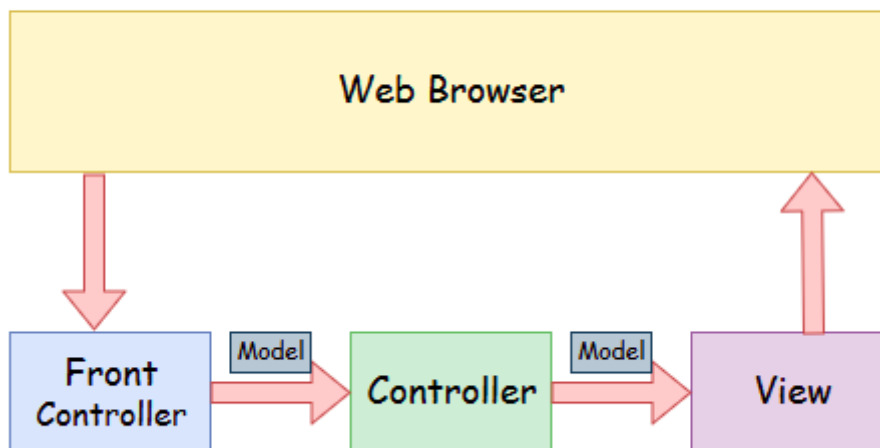 Web Browser
Model
Model
Front
Controller
Controller
View